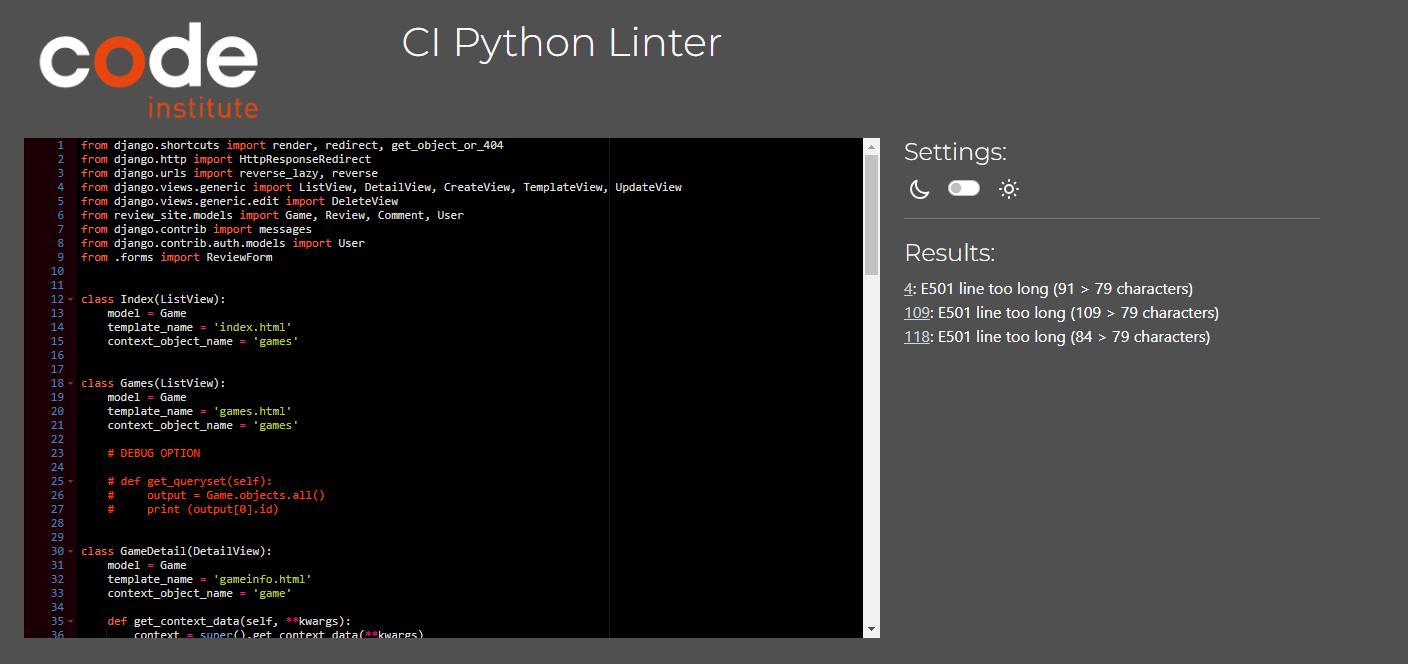 code
institute
CI Python Linter
1 from django.shortcuts import render, redirect, get_object_or_404
2 from django.http import HttpResponseRedirect
3 from django.urls import reverse_lazy, reverse
4 from django.views.generic import ListView, DetailView, CreateView, TemplateView, UpdateView
5 from django.views.generic.edit import DeleteView
6 from review_site.models import Game, Review, Comment, User
7 from django.contrib import messages
8 from django.contrib.auth.models import User
9 from .forms import ReviewForm
10
11
12 class Index(ListView):
13     model = Game
14     template_name = 'index.html'
15     context_object_name = 'games'
16
17
18 class Games(ListView):
19     model = Game
20     template_name = 'games.html'
21     context_object_name = 'games'
22
23     # DEBUG OPTION
24
25     # def get_queryset(self):
26     #     output = Game.objects.all()
27     #     print (output[0].id)
28
29
30 class GameDetail(DetailView):
31     model = Game
32     template_name = 'gameinfo.html'
33     context_object_name = 'game'
34
35     def get_context_data(self, **kwargs):
36         context = super().get_context_data(**kwargs)
Settings:
Results:
4: E501 line too long (91 > 79 characters)
109: E501 line too long (109 > 79 characters)
118: E501 line too long (84 > 79 characters)